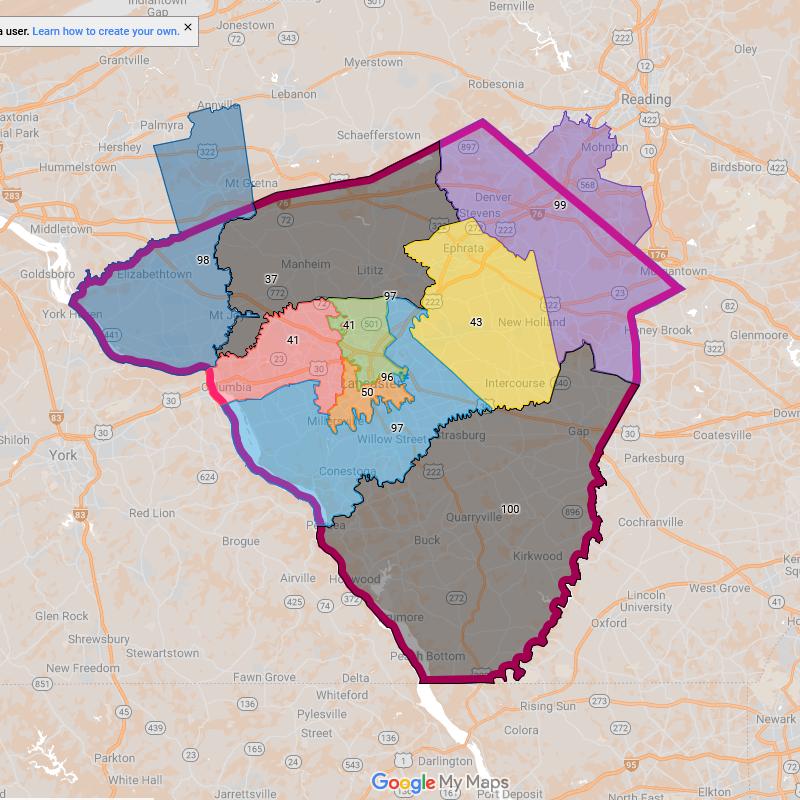 Indiantown
Gap
Bernville
Jonestown
501
72
343
a user. Learn how to create your own. ×
Oley
Grantville
Myerstown
12
Robesonia
Lebanon
Reading
Annville
Palmyra
422
Schaefferstown
Hershey
322
897
Mohnton
10
Birdsboro
422
Hummelstown
Mt Gretna
568
283
76
Denver
99
72
Stevens
76
Middletown
322
272
222
Ephrata
176
98
Goldsboro
Elizabethtown
Manheim
Lititz
37
Morgantown
772
97
23
222
82
York Haven
Mt J
72
43
New Holland
Honey Brook
441
41
501
41
Glenmoore
23
30
96
Intercourse
340
Columbia
Lancaster
50
30
83
30
Millersville
97
Shiloh
Willow Street
Strasburg
Gap
30
Coatesville
York
Parkesburg
Conestoga
222
624
83
Red Lion
100
896
Quarryville
Cochranville
Brogue
Buck
Kirkwood
Airville
Holtwood
West Grove
425
74
372
272
Lincoln
University
41
Glen Rock
Oxford
Shrewsbury
Stewartstown
New Freedom
Peach Bottom
851
Fawn Grove
Delta
Whiteford
136
Rising Sun
273
45
Pylesville
272
Newark
439
Street
136
Colora
165
1
Parkton
24
543
Darlington
95
72
White Hall
Google My Maps
Jarrettsville
Port Deposit
Elkton
North East